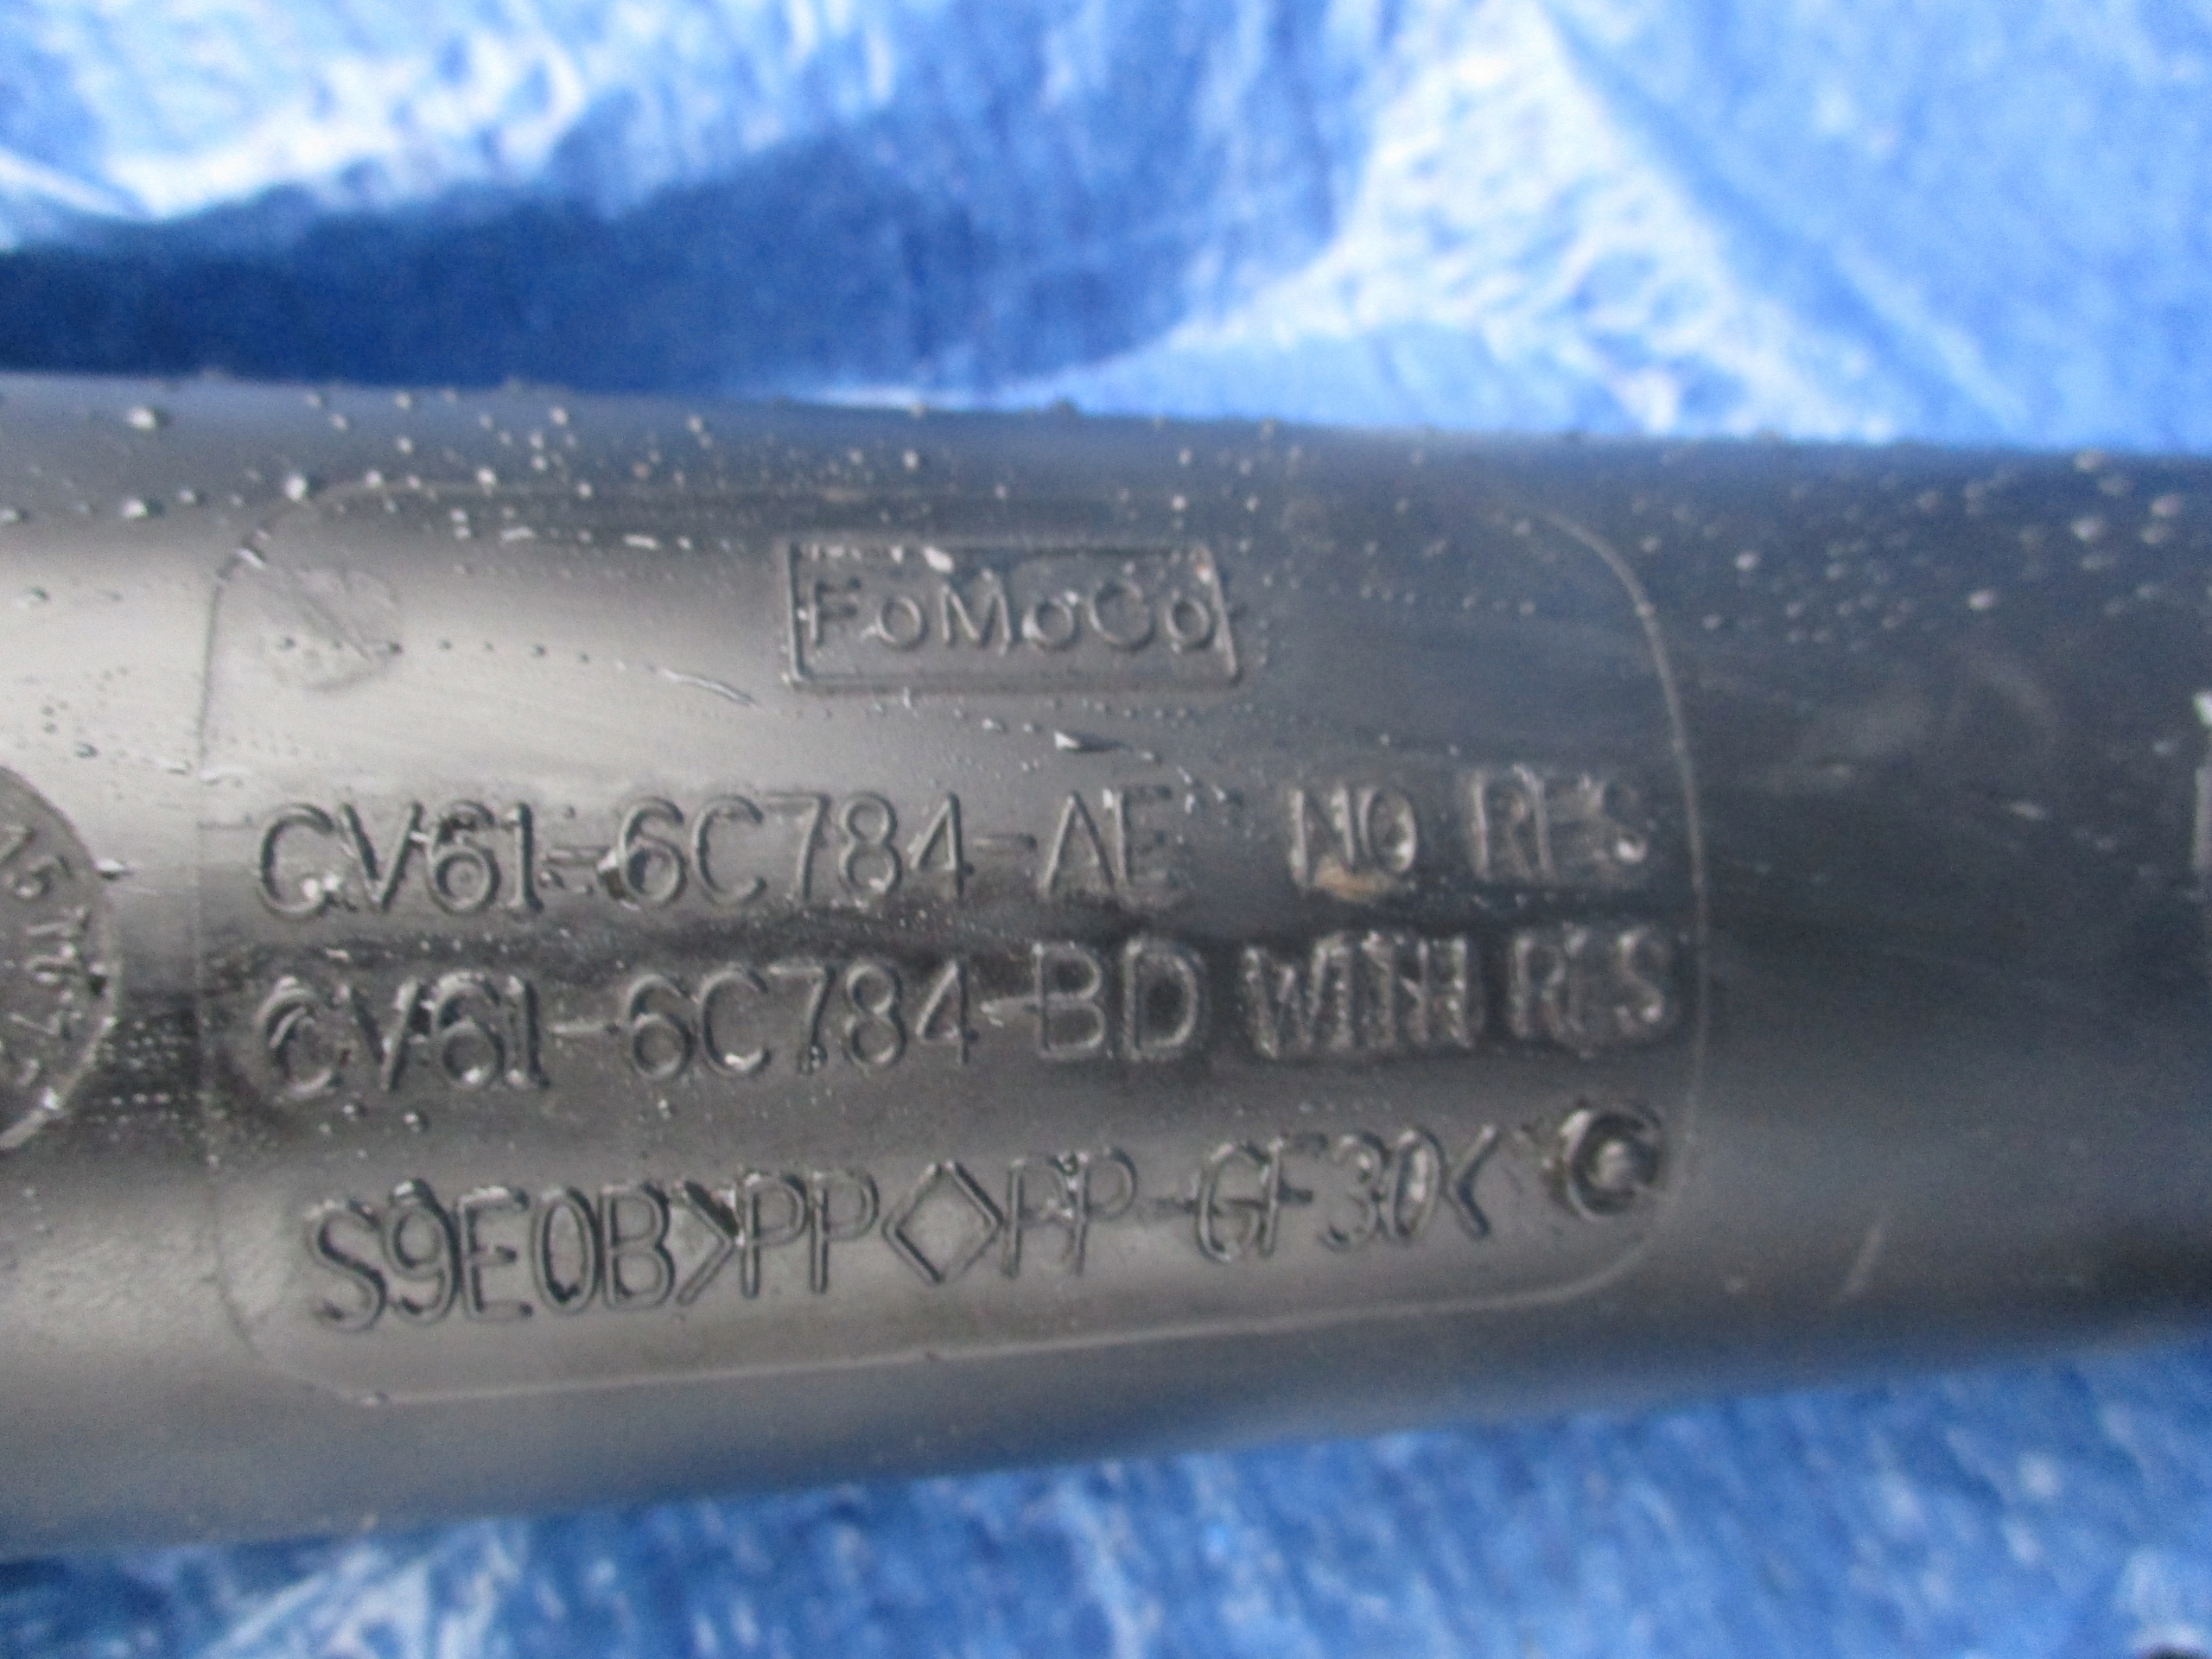 FoMoCo
CV61-6C784-AE NO RES
CV61-6C784-BD WITH RES
S9E0B>PP<>PP-GF30< C